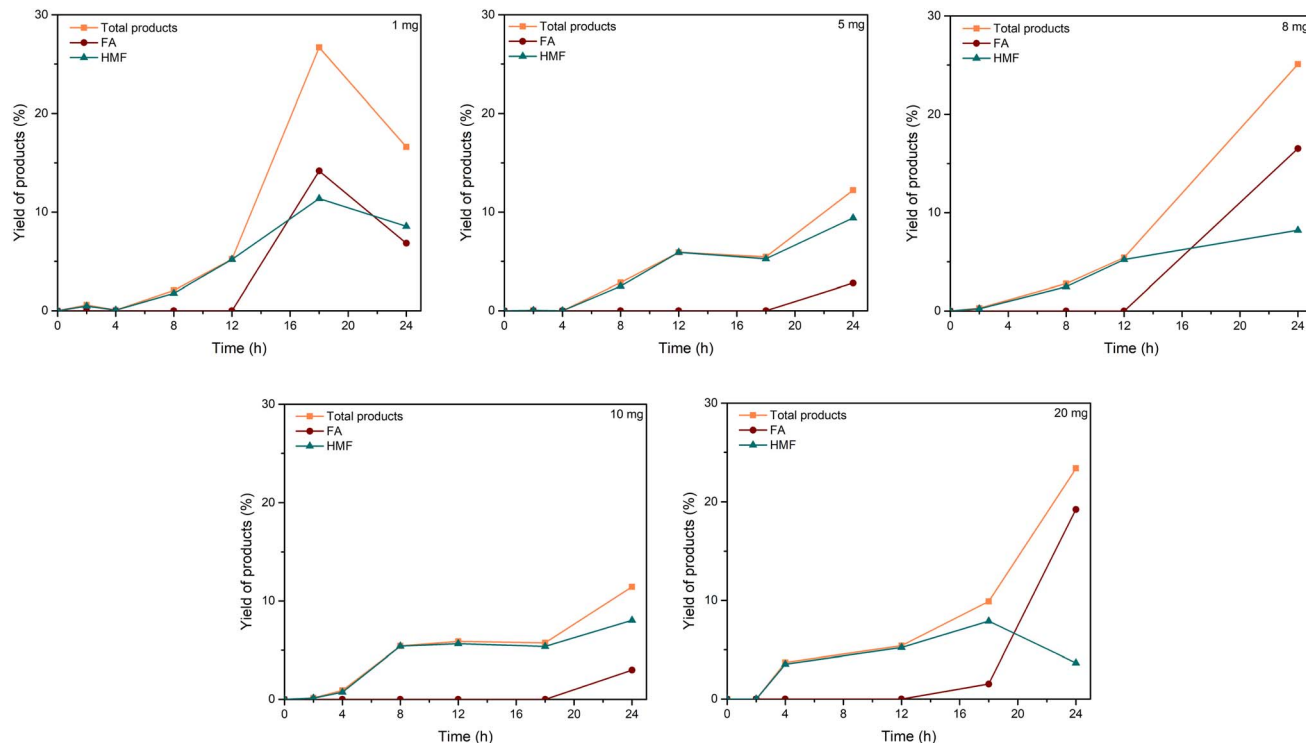 1 mg
Total products
FA
HMF
Yield of products (%)
30
20
10
0
0 4 8 12 16 20 24
Time (h)
5 mg
Total products
FA
HMF
Yield of products (%)
30
20
10
0
0 4 8 12 16 20 24
Time (h)
8 mg
Total products
FA
HMF
Yield of products (%)
30
20
10
0
0 4 8 12 16 20 24
Time (h)
10 mg
Total products
FA
HMF
Yield of products (%)
30
20
10
0
0 4 8 12 16 20 24
Time (h)
20 mg
Total products
FA
HMF
Yield of products (%)
30
20
10
0
0 4 8 12 16 20 24
Time (h)